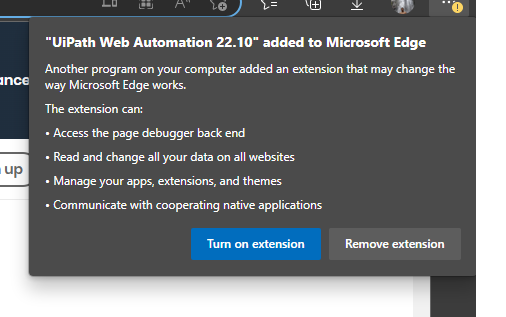 "UiPath Web Automation 22.10" added to Microsoft Edge
Another program on your computer added an extension that may change the
way Microsoft Edge works.
ance
The extension can:
• Access the page debugger back end
• Read and change all your data on all websites
up
• Manage your apps, extensions, and themes
• Communicate with cooperating native applications
Turn on extension
Remove extension